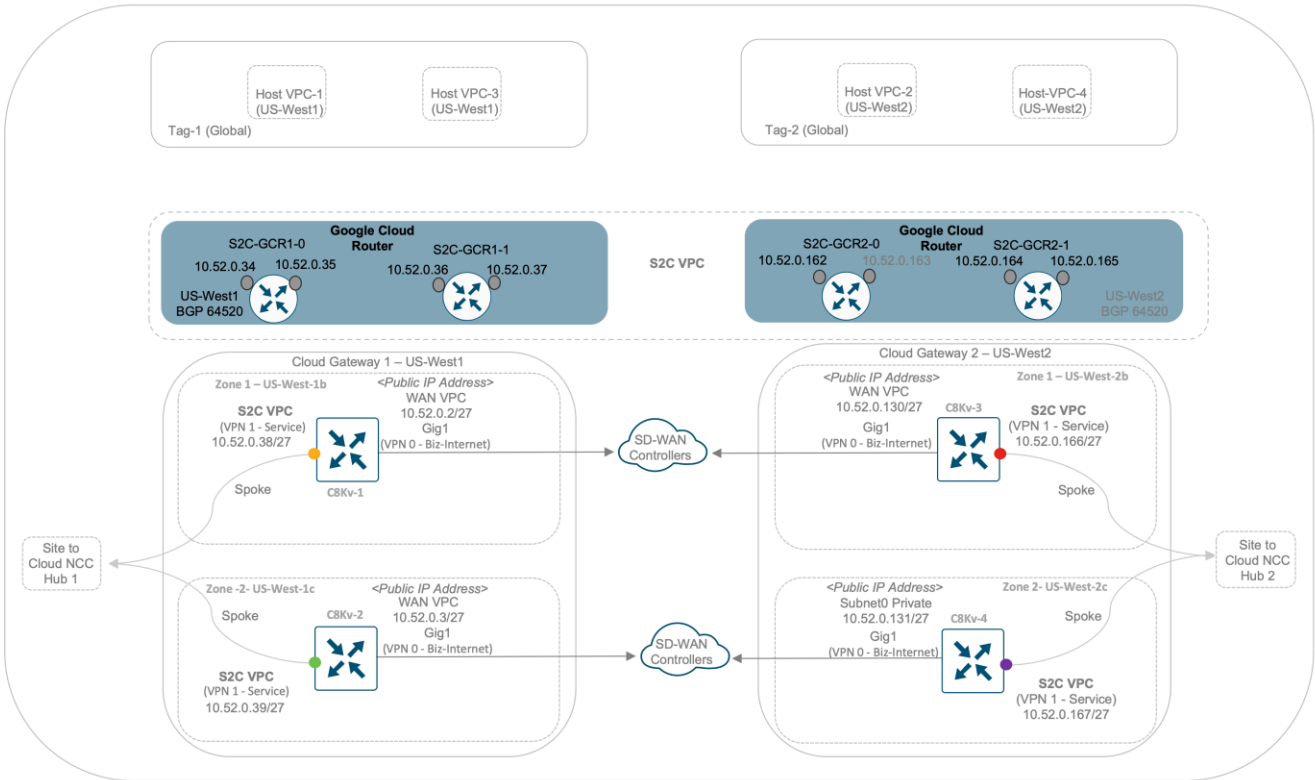 Host VPC-1
(US-West1)
Host VPC-3
(US-West1)
Tag-1 (Global)
Host VPC-2
(US-West2)
Host-VPC-4
(US-West2)
Tag-2 (Global)
Google Cloud
Router
S2C-GCR1-0
S2C-GCR1-1
10.52.0.34
10.52.0.35
10.52.0.36
10.52.0.37
US-West1
BGP 64520
S2C VPC
Google Cloud
Router
S2C-GCR2-0
S2C-GCR2-1
10.52.0.162
10.52.0.163
10.52.0.164
10.52.0.165
US-West2
BGP 64520
Cloud Gateway 1 – US-West1
Zone 1 – US-West-1b
<Public IP Address>
WAN VPC
10.52.0.2/27
Gig1
(VPN 0 - Biz-Internet)
S2C VPC
(VPN 1 - Service)
10.52.0.38/27
C8Kv-1
Spoke
SD-WAN
Controllers
Cloud Gateway 2 – US-West2
Zone 1 – US-West-2b
<Public IP Address>
WAN VPC
10.52.0.130/27
Gig1
(VPN 0 - Biz-Internet)
C8Kv-3
S2C VPC
(VPN 1 - Service)
10.52.0.166/27
Spoke
Site to
Cloud NCC
Hub 1
Site to
Cloud NCC
Hub 2
Zone -2- US-West-1c
<Public IP Address>
WAN VPC
10.52.0.3/27
Gig1
(VPN 0 - Biz-Internet)
Spoke
C8Kv-2
S2C VPC
(VPN 1 - Service)
10.52.0.39/27
SD-WAN
Controllers
Zone 2- US-West-2c
<Public IP Address>
Subnet0 Private
10.52.0.131/27
Gig1
(VPN 0 - Biz-Internet)
C8Kv-4
Spoke
S2C VPC
(VPN 1 - Service)
10.52.0.167/27